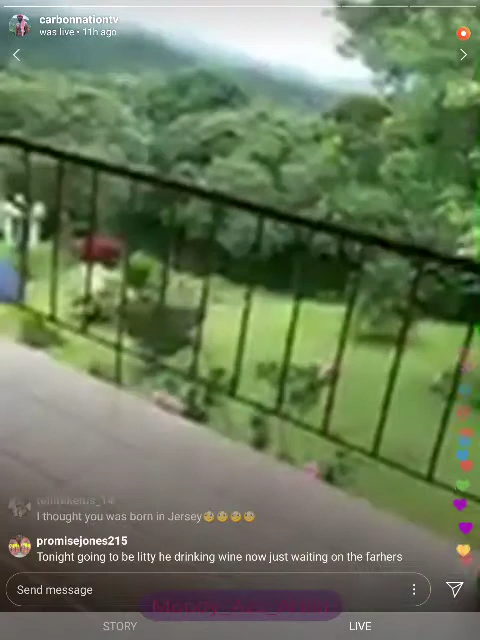 carbonnationtv
was live • 11h ago
I thought you was born in Jersey🥺🥺🥺🥺
promisejones215
Tonight going to be litty he drinking wine now just waiting on the farhers
Send message
STORY
LIVE